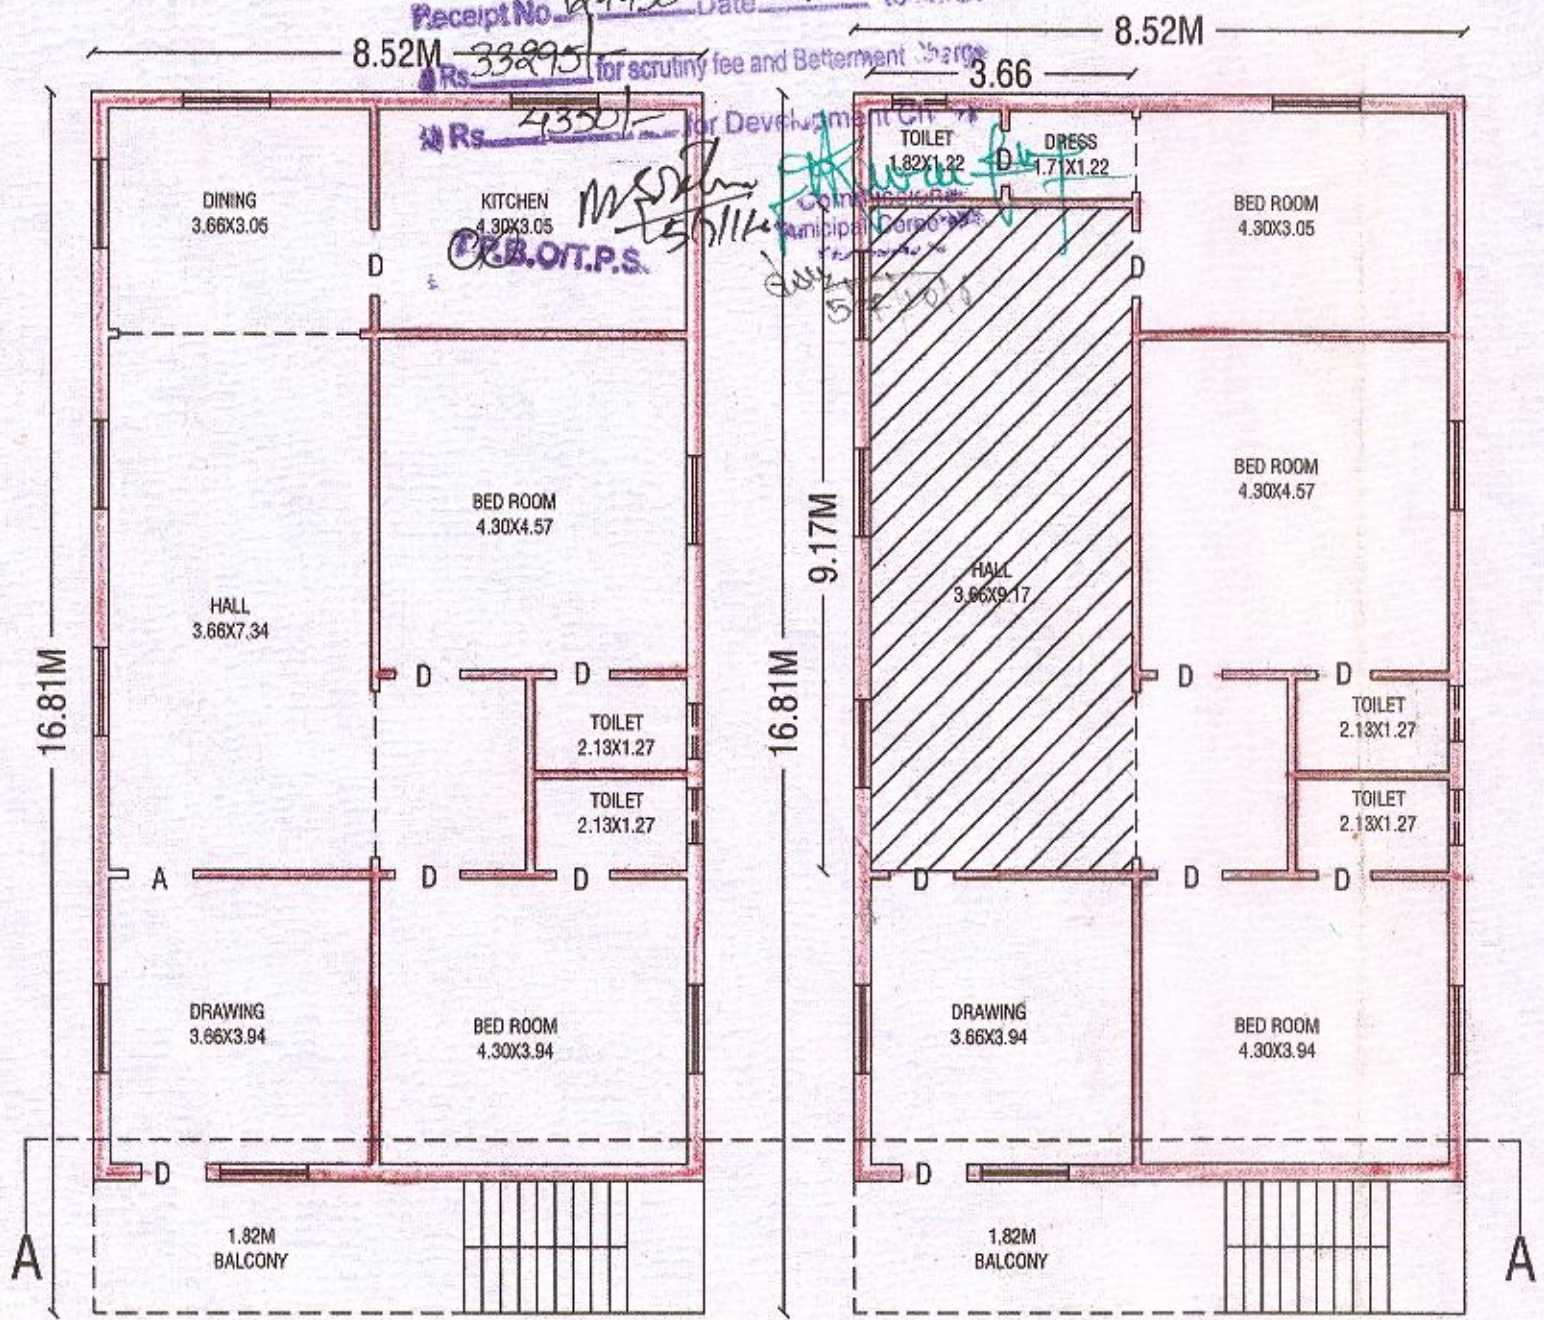 Receipt No. Date
8.52M
Rs. 33295/- for scrutiny fee and Betterment Charge
Rs. 4350/- for Development Ch
8.52M
3.66
DINING
3.66X3.05
KITCHEN
4.30X3.05
D
T.P.B.O/T.P.S.
HALL
3.66X7.34
BED ROOM
4.30X4.57
D D
TOILET
2.13X1.27
TOILET
2.13X1.27
16.81M
A D D
DRAWING
3.66X3.94
BED ROOM
4.30X3.94
D
1.82M
BALCONY
A
TOILET
1.82X1.22
D
DRESS
1.71X1.22
Commissioner
Municipal Corporation
BED ROOM
4.30X3.05
D
9.17M
HALL
3.66X9.17
BED ROOM
4.30X4.57
D D
TOILET
2.13X1.27
TOILET
2.13X1.27
16.81M
D D D
DRAWING
3.66X3.94
BED ROOM
4.30X3.94
D
1.82M
BALCONY
A